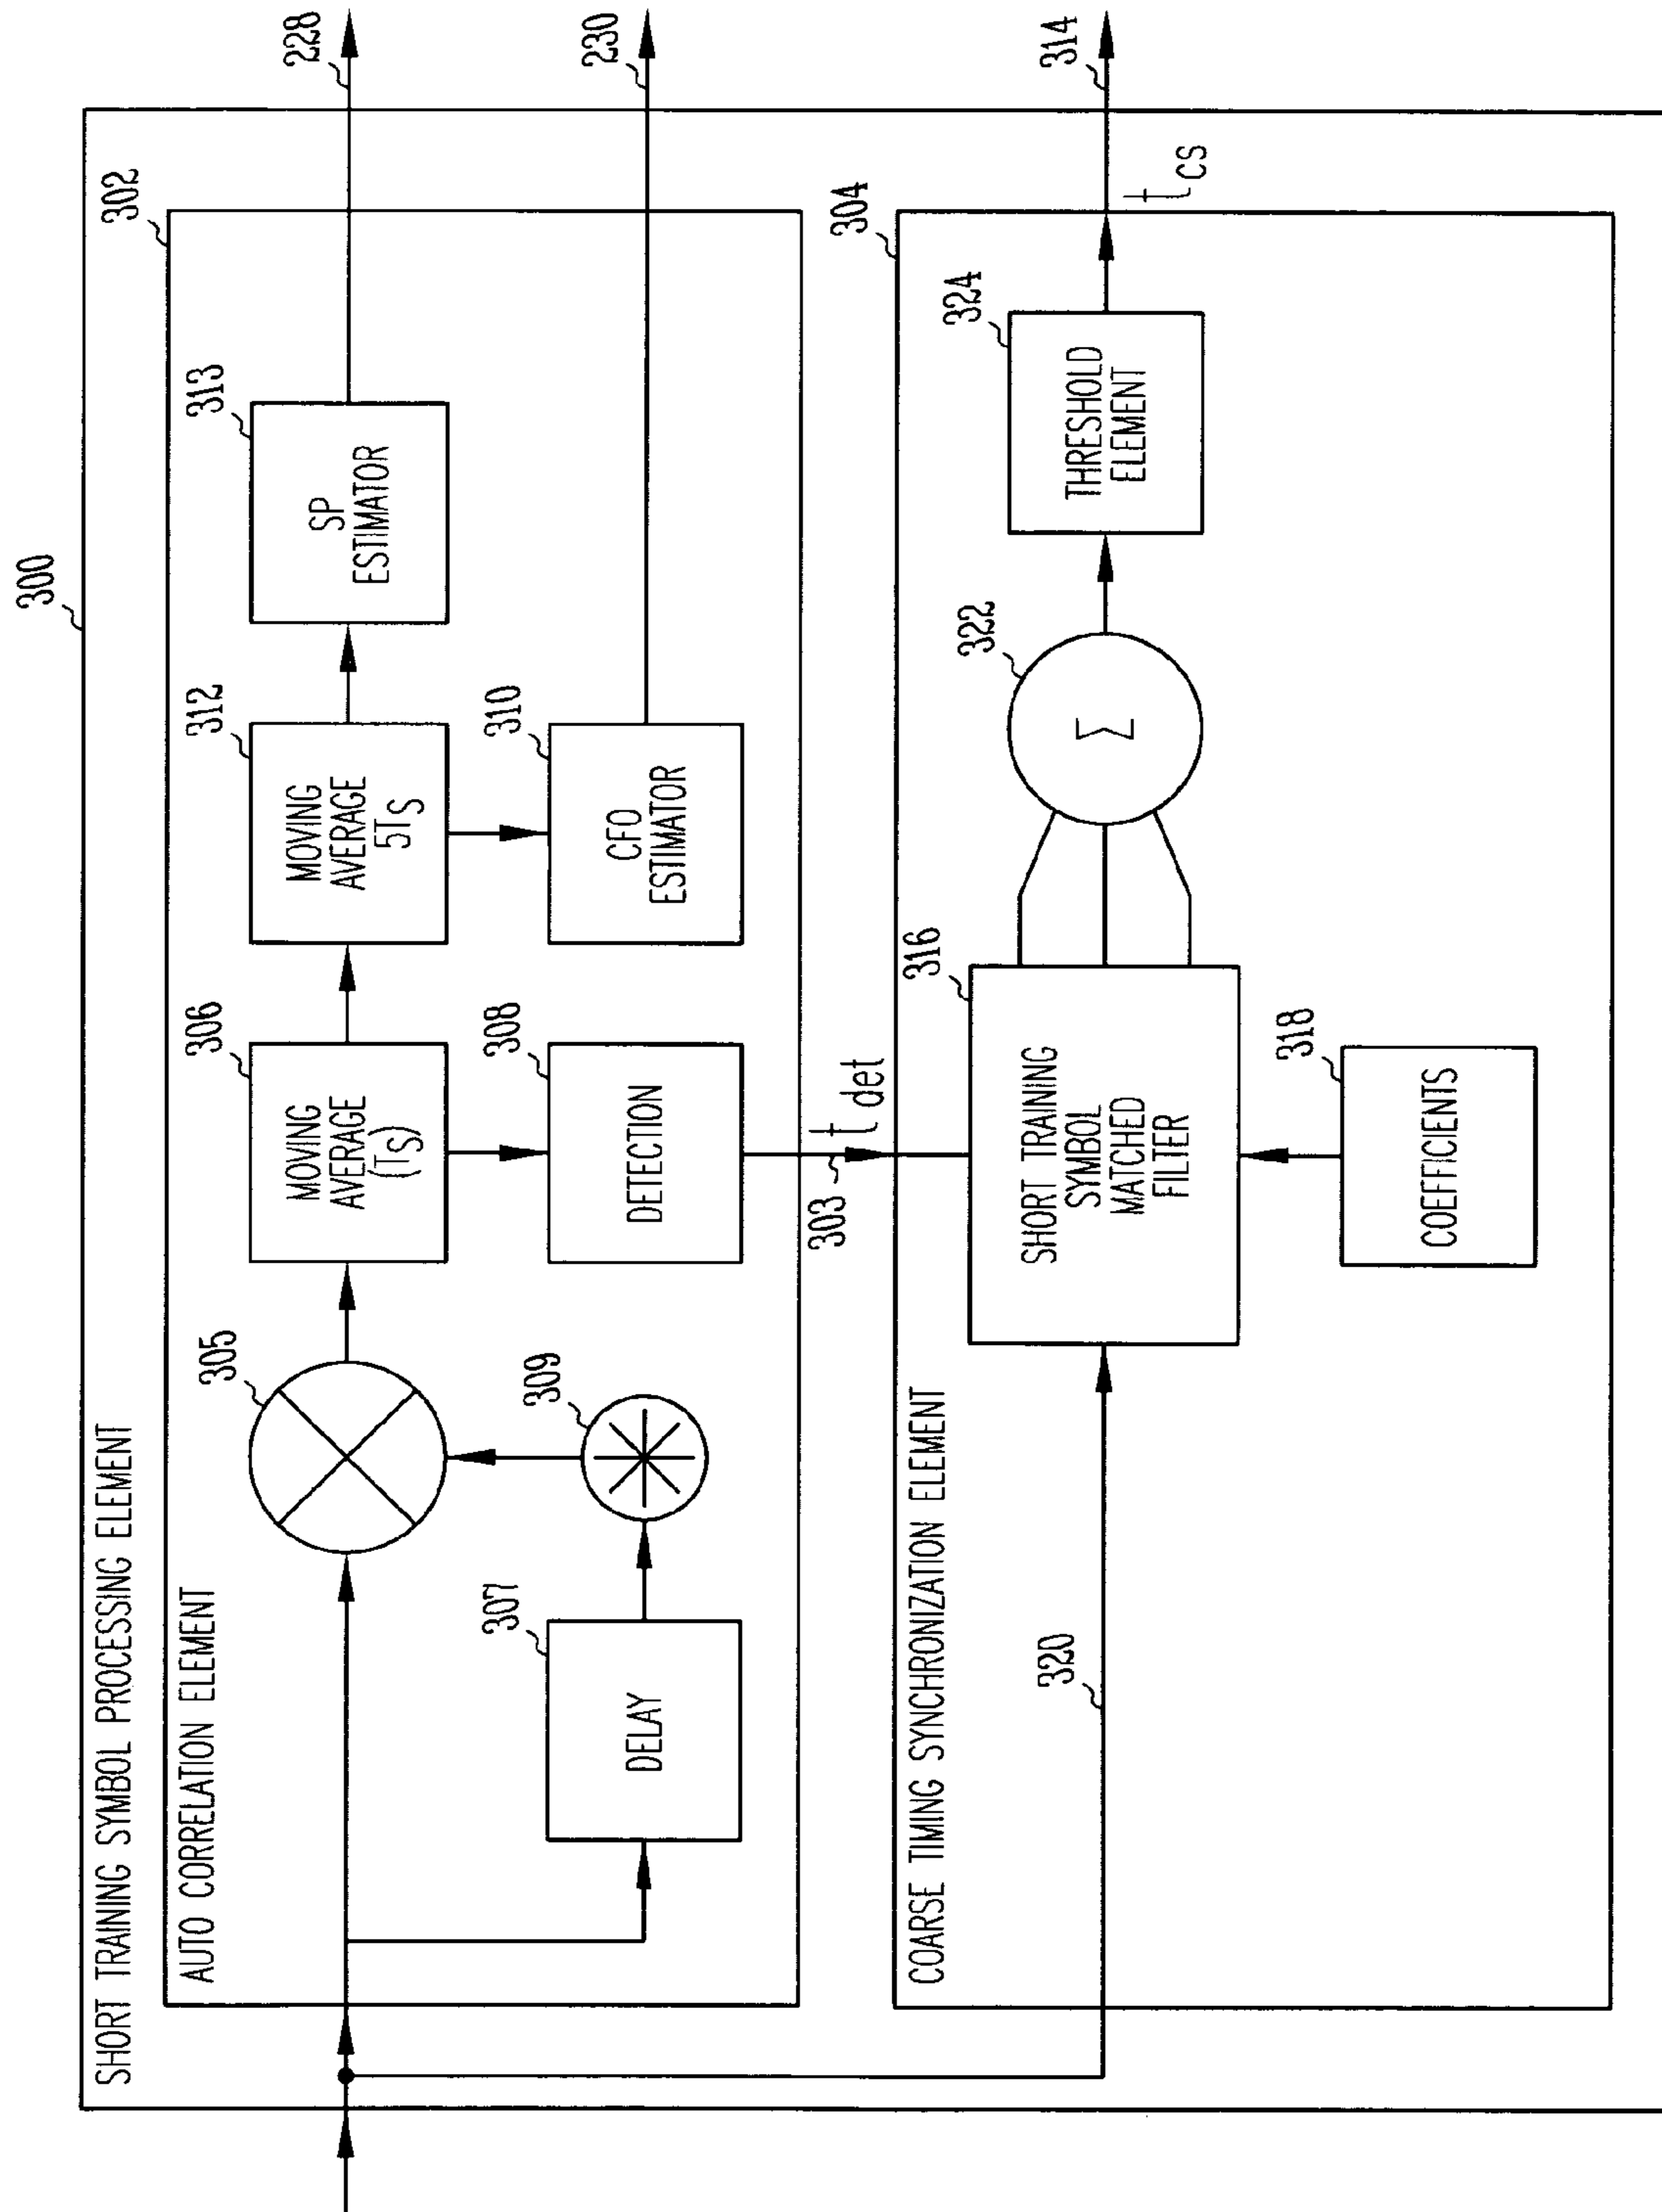 300
SHORT TRAINING SYMBOL PROCESSING ELEMENT
302
AUTO CORRELATION ELEMENT
228
305
306
MOVING
AVERAGE
(TS)
312
MOVING
AVERAGE
5TS
313
SP
ESTIMATOR
230
307
DELAY
309
308
DETECTION
310
CFO
ESTIMATOR
303
tdet
304
COARSE TIMING SYNCHRONIZATION ELEMENT
320
316
SHORT TRAINING
SYMBOL
MATCHED
FILTER
322
Σ
324
THRESHOLD
ELEMENT
tCS
314
318
COEFFICIENTS